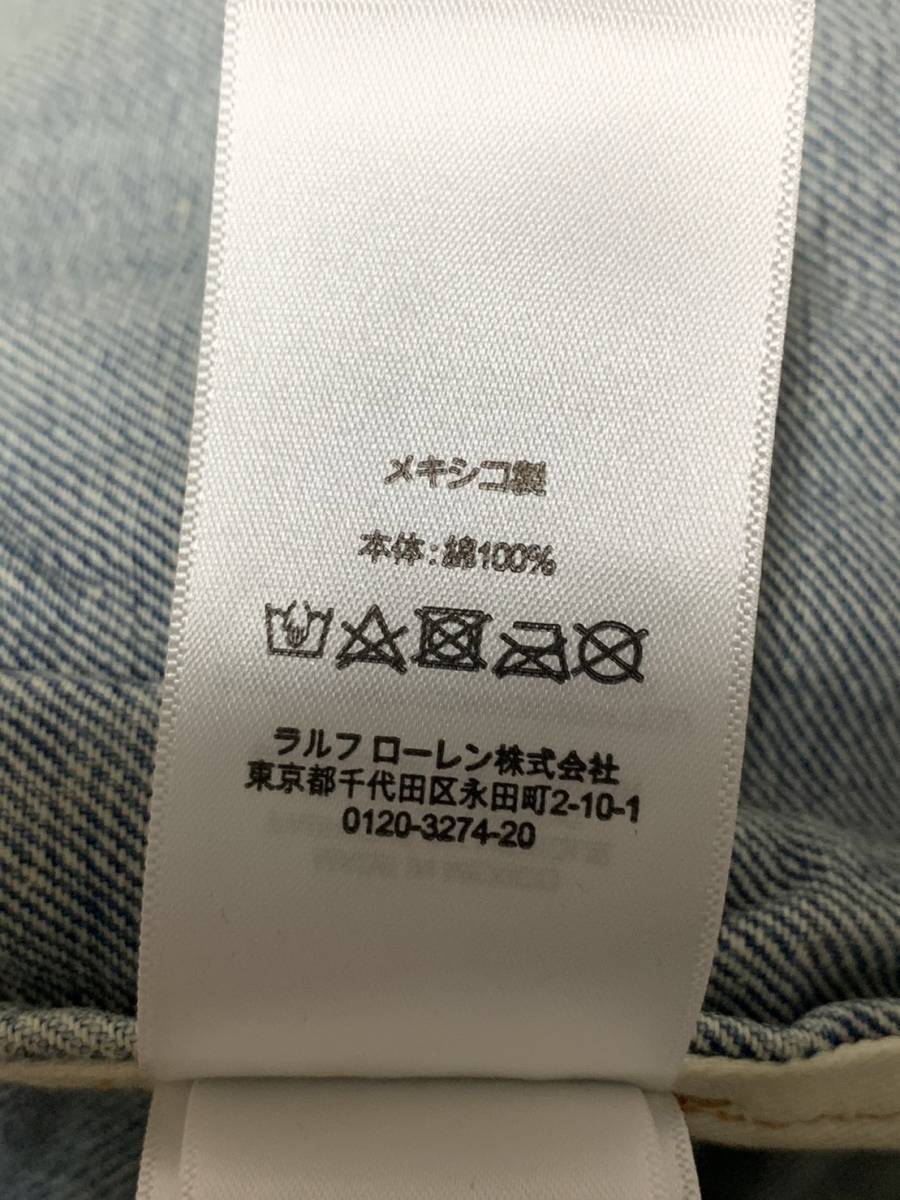 メキシコ製
本体:綿100%
ラルフ ローレン株式会社
東京都千代田区永田町2-10-1
0120-3274-20